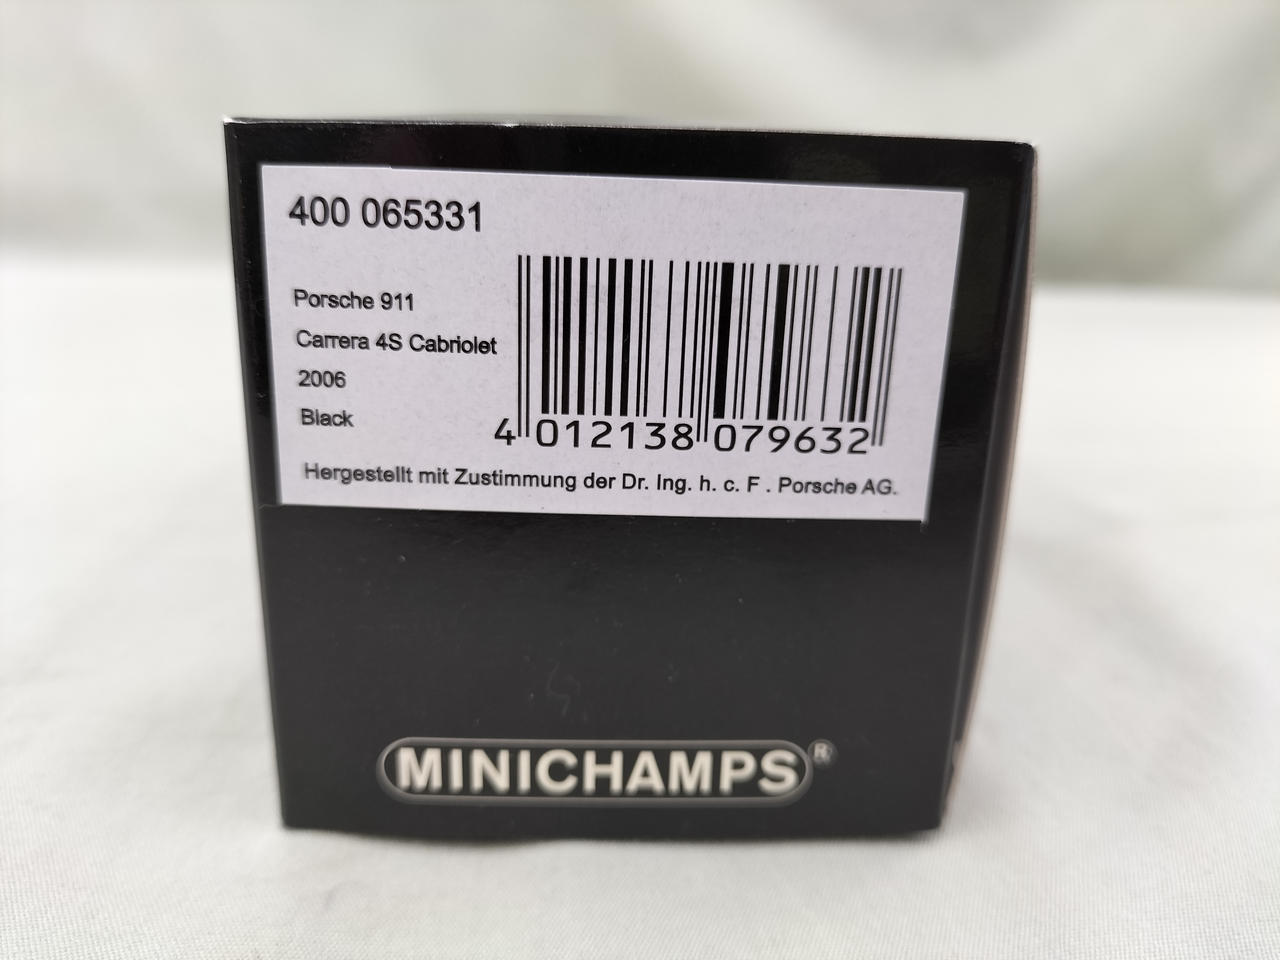 400 065331
Porsche 911
Carrera 4S Cabriolet
2006
Black
4 012138 079632
Hergestellt mit Zustimmung der Dr. Ing. h. c. F . Porsche AG.
MINICHAMPS®